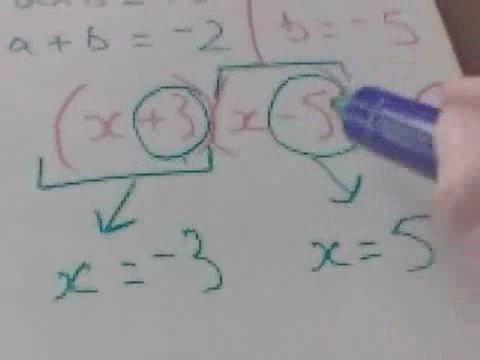 a + b = -2
b = -5
(x + 3)(x - 5)
x = -3
x = 5